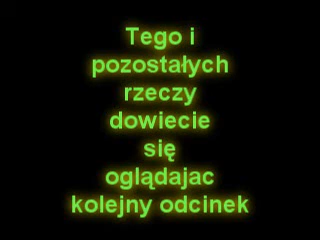 Tego i
pozostałych
rzeczy
dowiecie
się
oglądajac
kolejny odcinek